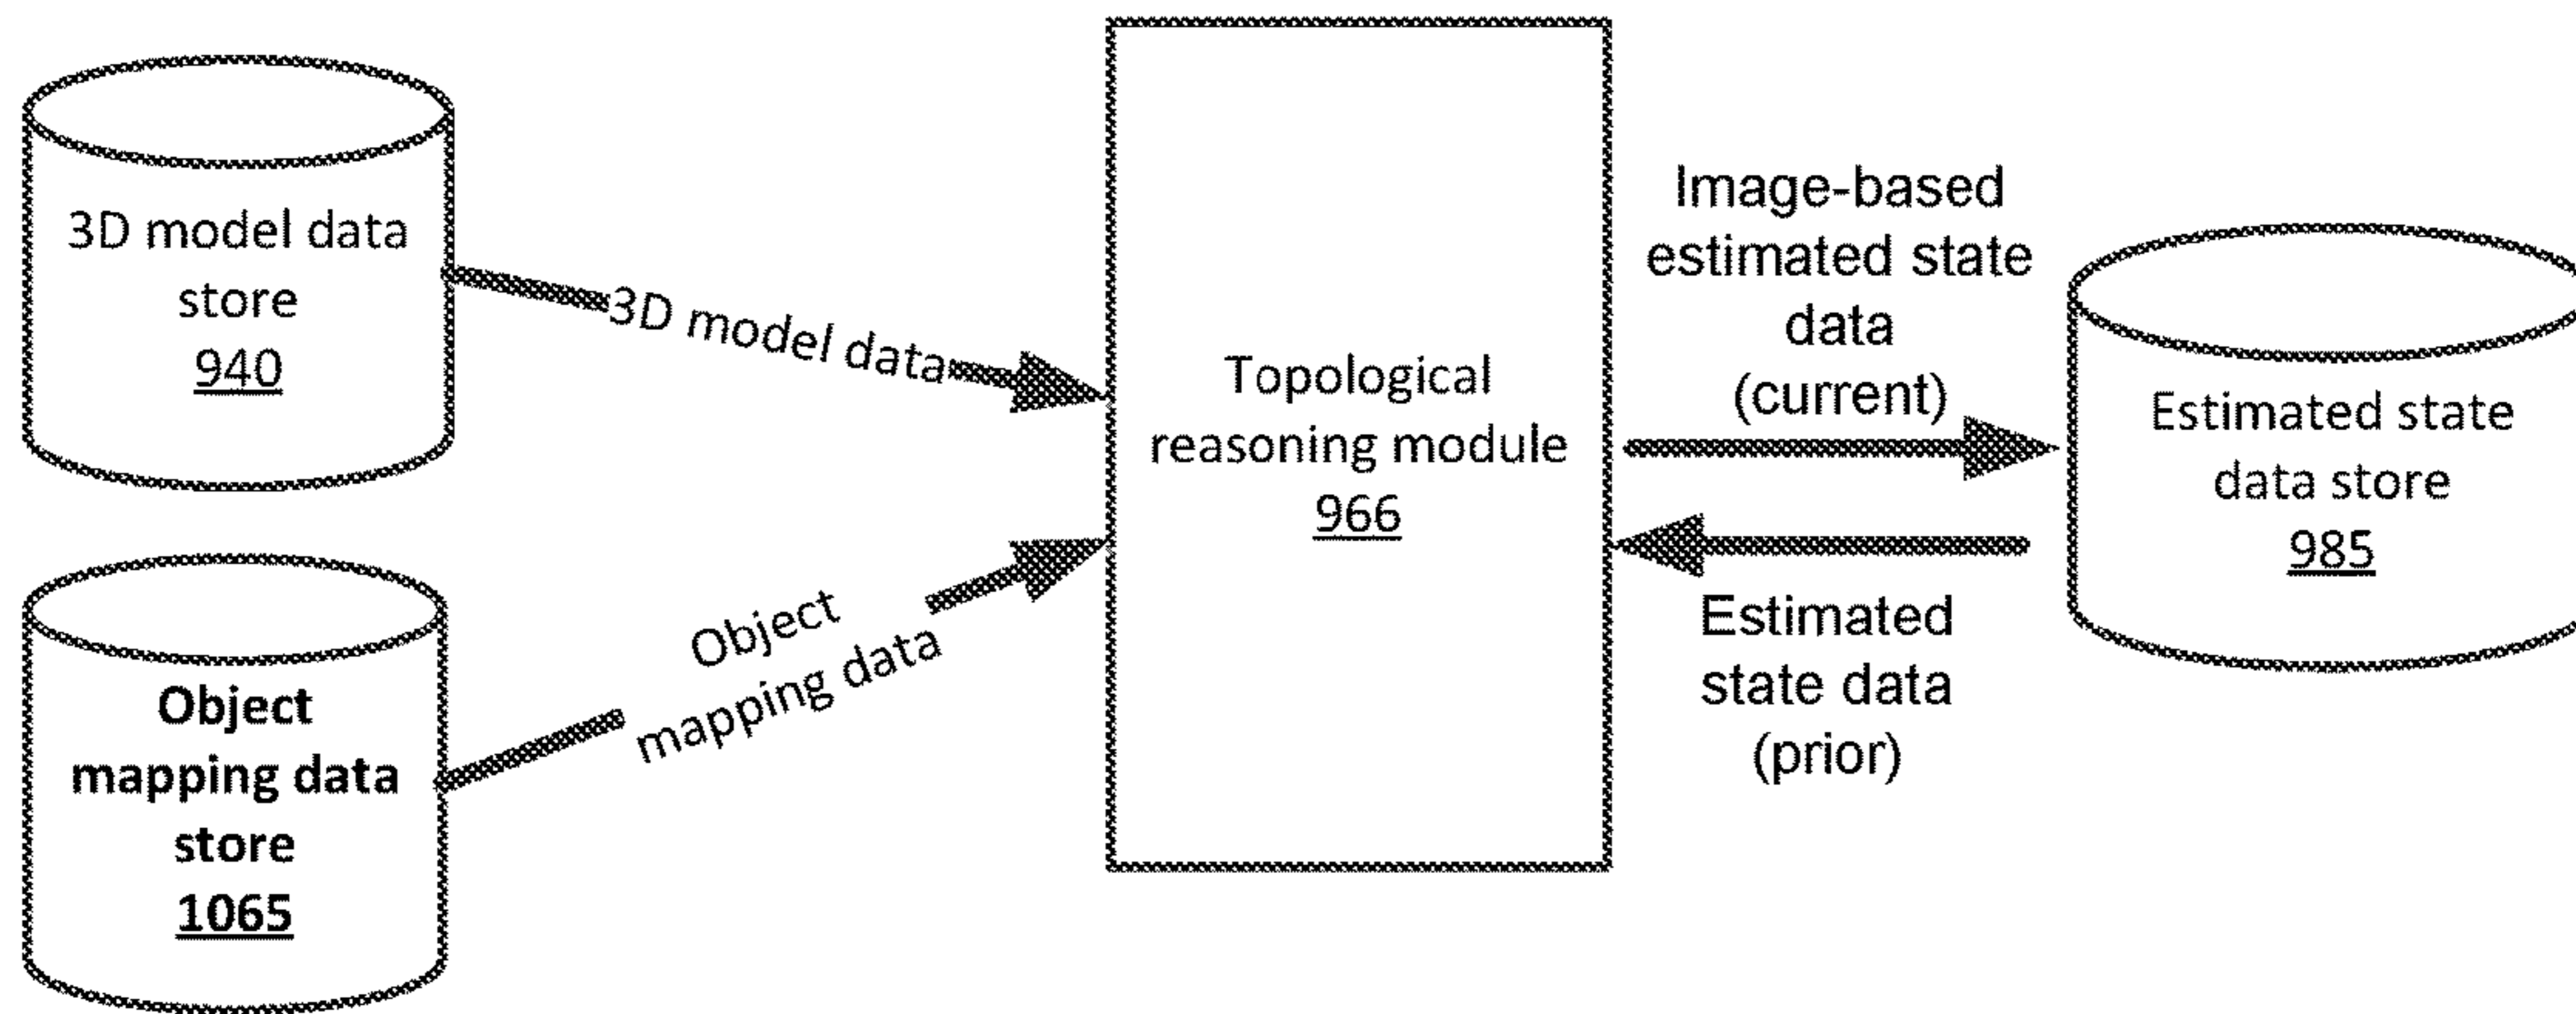 3D model data
store
940
3D model data
Object
mapping data
store
1065
Object
mapping data
Topological
reasoning module
966
Image-based
estimated state
data
(current)
Estimated
state data
(prior)
Estimated state
data store
985